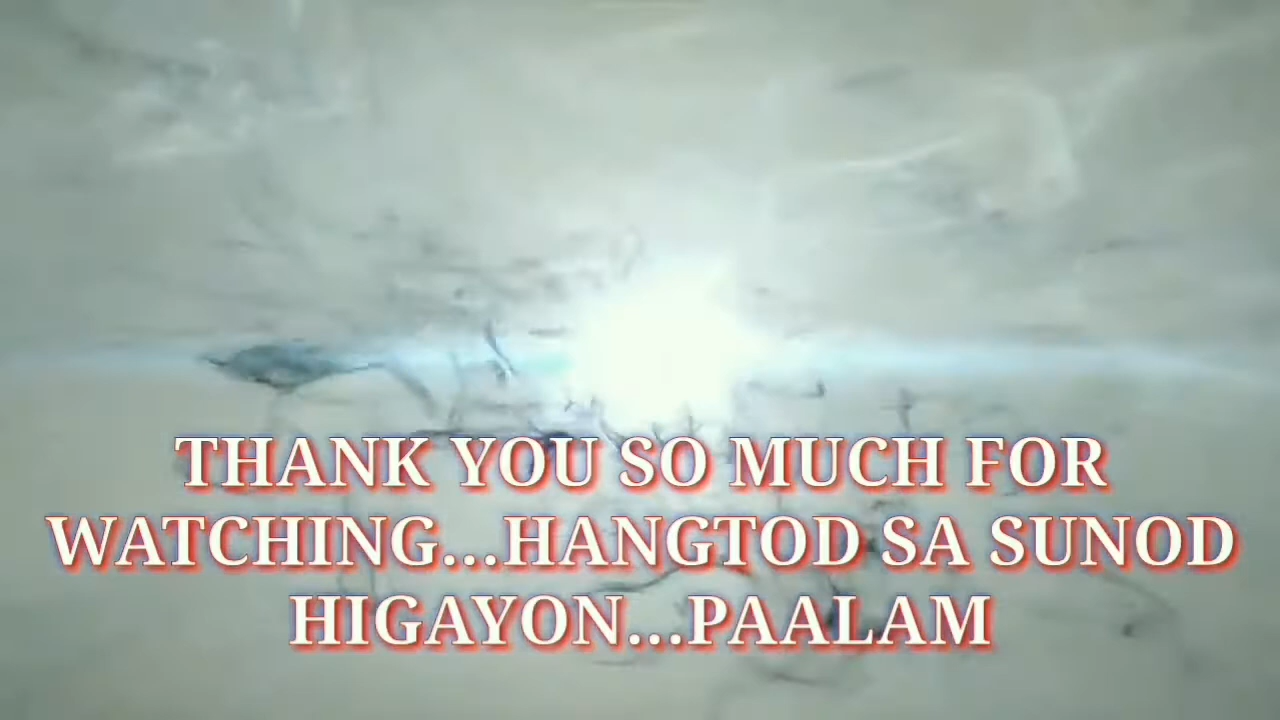 THANK YOU SO MUCH FOR
WATCHING...HANGTOD SA SUNOD
HIGAYON...PAALAM